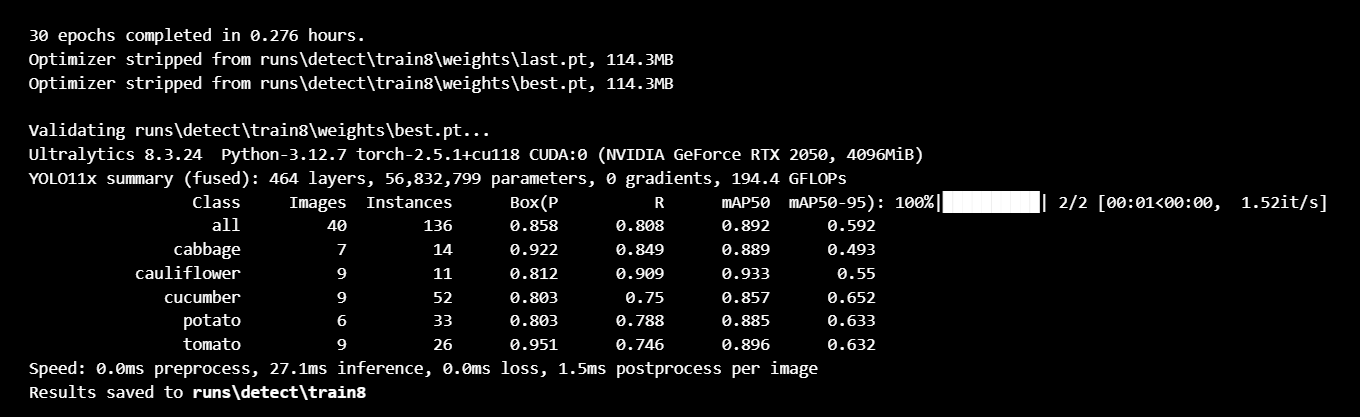 30 epochs completed in 0.276 hours.
Optimizer stripped from runs\detect\train8\weights\last.pt, 114.3MB
Optimizer stripped from runs\detect\train8\weights\best.pt, 114.3MB
Validating runs\detect\train8\weights\best.pt...
Ultralytics 8.3.24 Python-3.12.7 torch-2.5.1+cu118 CUDA:0 (NVIDIA GeForce RTX 2050, 4096MiB)
YOLO11x summary (fused): 464 layers, 56,832,799 parameters, 0 gradients, 194.4 GFLOPs
Class Images Instances Box(P R mAP50 mAP50-95): 100%|██████████| 2/2 [00:01<00:00, 1.52it/s]
all 40 136 0.858 0.808 0.892 0.592
cabbage 7 14 0.922 0.849 0.889 0.493
cauliflower 9 11 0.812 0.909 0.933 0.55
cucumber 9 52 0.803 0.75 0.857 0.652
potato 6 33 0.803 0.788 0.885 0.633
tomato 9 26 0.951 0.746 0.896 0.632
Speed: 0.0ms preprocess, 27.1ms inference, 0.0ms loss, 1.5ms postprocess per image
Results saved to runs\detect\train8